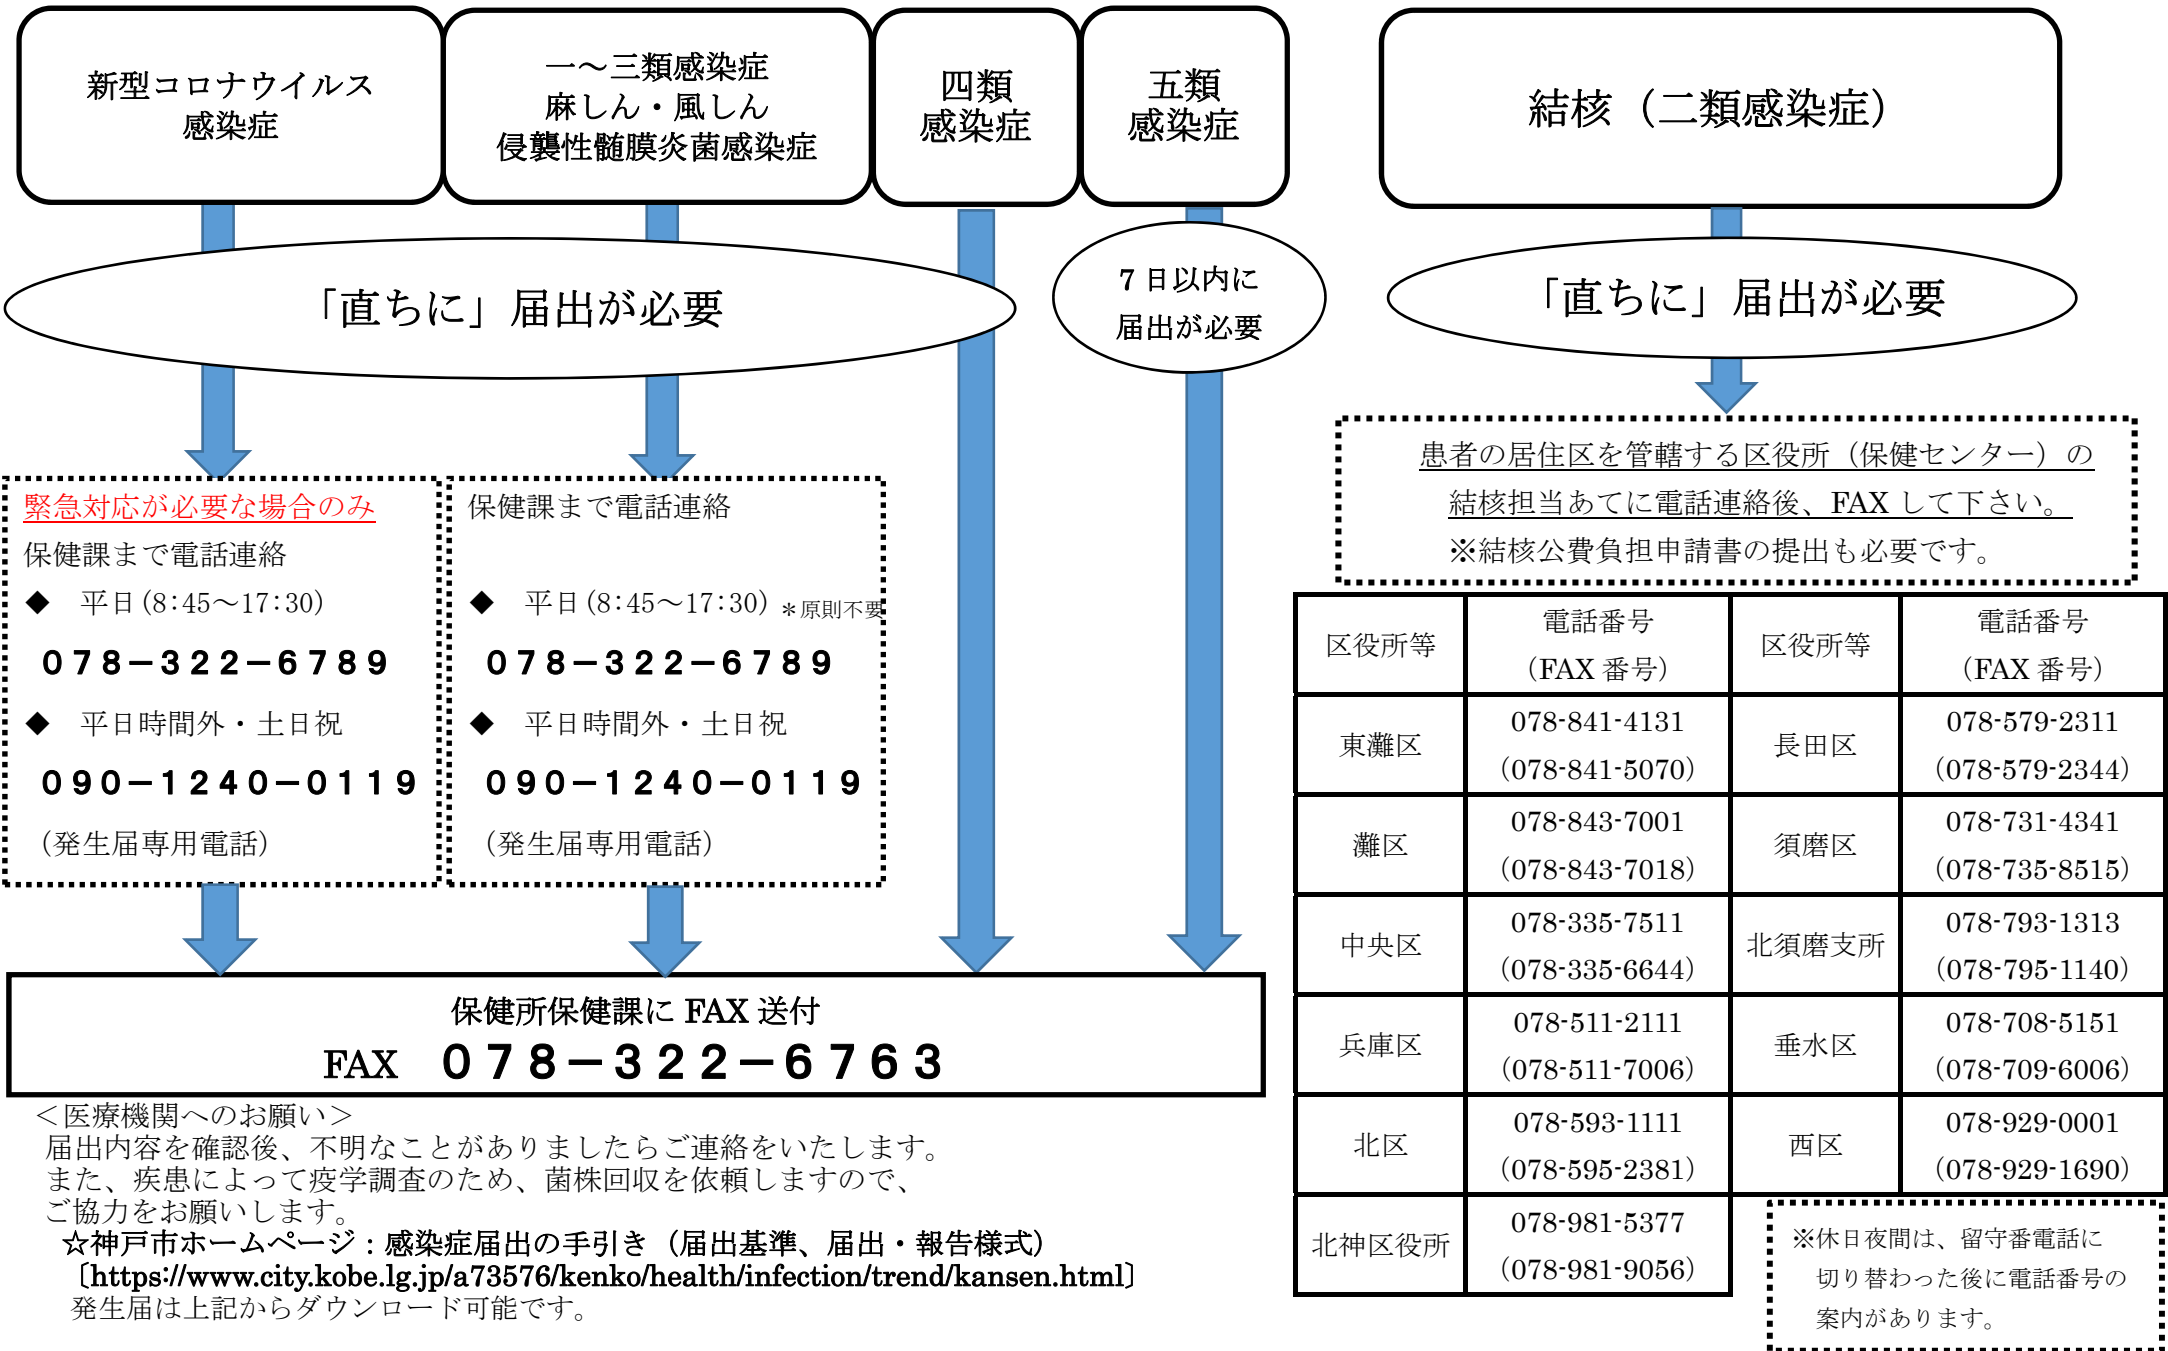 新型コロナウイルス
感染症
一～三類感染症
麻しん・風しん
侵襲性髄膜炎菌感染症
四類
感染症
五類
感染症
結核（二類感染症）
「直ちに」届出が必要
7日以内に
届出が必要
「直ちに」届出が必要
緊急対応が必要な場合のみ
保健課まで電話連絡
◆　平日(8:45～17:30)
０７８－３２２－６７８９
◆　平日時間外・土日祝
０９０－１２４０－０１１９
（発生届専用電話）
保健課まで電話連絡
◆　平日(8:45～17:30) ＊原則不要
０７８－３２２－６７８９
◆　平日時間外・土日祝
０９０－１２４０－０１１９
（発生届専用電話）
保健所保健課に FAX 送付
FAX　０７８－３２２－６７６３
＜医療機関へのお願い＞
届出内容を確認後、不明なことがありましたらご連絡をいたします。
また、疾患によって疫学調査のため、菌株回収を依頼しますので、
ご協力をお願いします。
☆神戸市ホームページ：感染症届出の手引き（届出基準、届出・報告様式）
〔https://www.city.kobe.lg.jp/a73576/kenko/health/infection/trend/kansen.html〕
発生届は上記からダウンロード可能です。
患者の居住区を管轄する区役所（保健センター）の
結核担当あてに電話連絡後、FAX して下さい。
※結核公費負担申請書の提出も必要です。
区役所等
電話番号
（FAX 番号）
区役所等
電話番号
（FAX 番号）
東灘区
078-841-4131
（078-841-5070）
長田区
078-579-2311
（078-579-2344）
灘区
078-843-7001
（078-843-7018）
須磨区
078-731-4341
（078-735-8515）
中央区
078-335-7511
（078-335-6644）
北須磨支所
078-793-1313
（078-795-1140）
兵庫区
078-511-2111
（078-511-7006）
垂水区
078-708-5151
（078-709-6006）
北区
078-593-1111
（078-595-2381）
西区
078-929-0001
（078-929-1690）
北神区役所
078-981-5377
（078-981-9056）
※休日夜間は、留守番電話に
切り替わった後に電話番号の
案内があります。